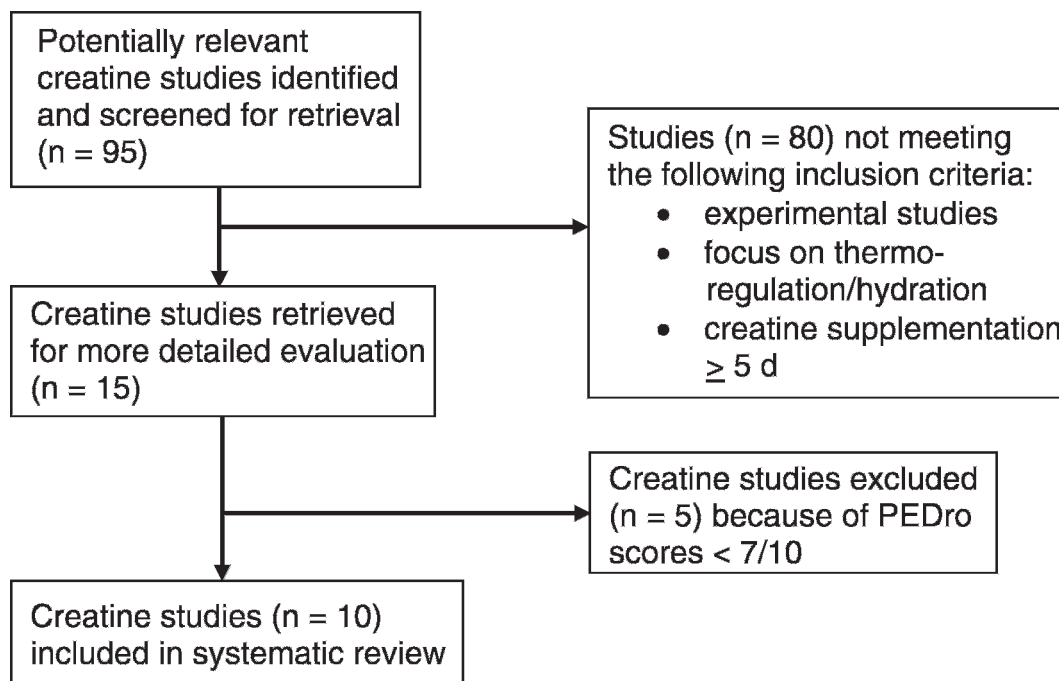 Potentially relevant
creatine studies identified
and screened for retrieval
(n = 95)
Studies (n = 80) not meeting
the following inclusion criteria:
• experimental studies
• focus on thermo-
regulation/hydration
• creatine supplementation
≥ 5 d
Creatine studies retrieved
for more detailed evaluation
(n = 15)
Creatine studies excluded
(n = 5) because of PEDro
scores < 7/10
Creatine studies (n = 10)
included in systematic review